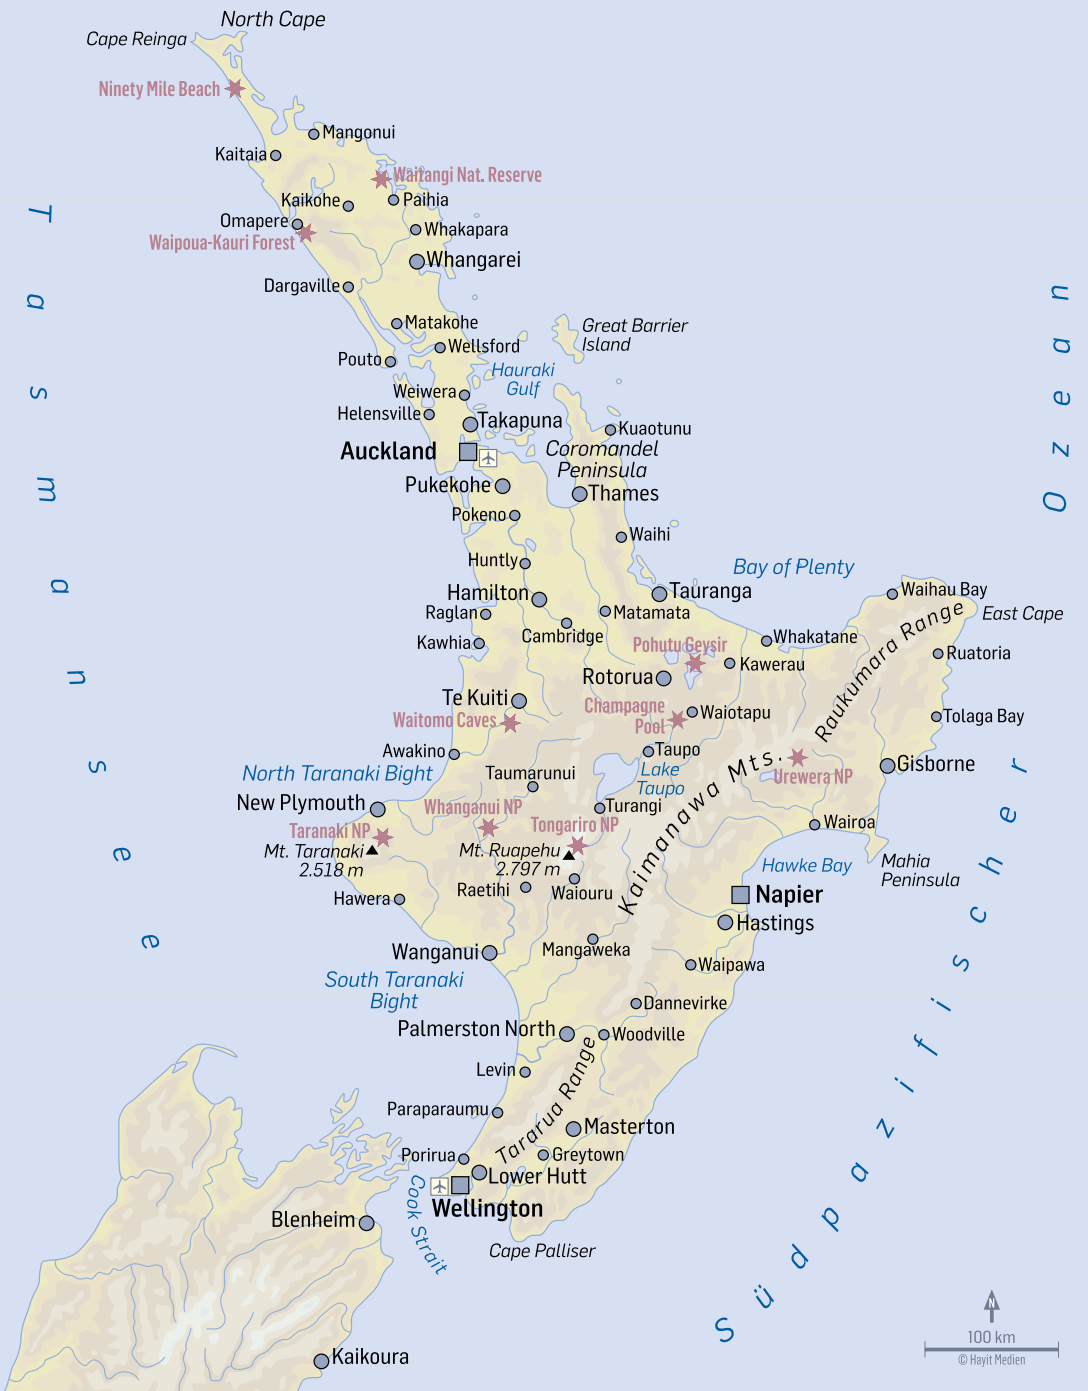 North Cape
Cape Reinga
Ninety Mile Beach
Mangonui
Kaitaia
Waitangi Nat. Reserve
Kaikohe
Paihia
Omapere
Whakapara
Waipoua-Kauri Forest
Whangarei
Dargaville
Matakohe
Great Barrier
Island
Wellsford
Pouto
Hauraki
Gulf
Weiwera
Helensville
Takapuna
Kuaotunu
Auckland
Coromandel
Peninsula
Pukekohe
Thames
Pokeno
Waihi
Huntly
Bay of Plenty
Hamilton
Tauranga
Waihau Bay
Raglan
Matamata
East Cape
Cambridge
Kawhia
Pohutu Geysir
Whakatane
Raukumara Range
Ruatoria
Kawerau
Rotorua
Te Kuiti
Champagne
Pool
Waiotapu
Waitomo Caves
Tolaga Bay
Awakino
Taupo
Kaimanawa Mts.
Gisborne
North Taranaki Bight
Taumarunui
Lake
Taupo
Urewera NP
New Plymouth
Whanganui NP
Turangi
Taranaki NP
Tongariro NP
Wairoa
Mt. Taranaki
2.518 m
Mt. Ruapehu
2.797 m
Hawke Bay
Mahia
Peninsula
Raetihi
Waiouru
Hawera
Napier
Hastings
Wanganui
Mangaweka
Waipawa
South Taranaki
Bight
Dannevirke
Palmerston North
Woodville
Levin
Tararua Range
Paraparaumu
Masterton
Porirua
Greytown
Lower Hutt
Wellington
Cook Strait
Blenheim
Cape Palliser
Kaikoura
Tasmansee
Südpazifischer Ozean
N
100 km
© Hayit Medien